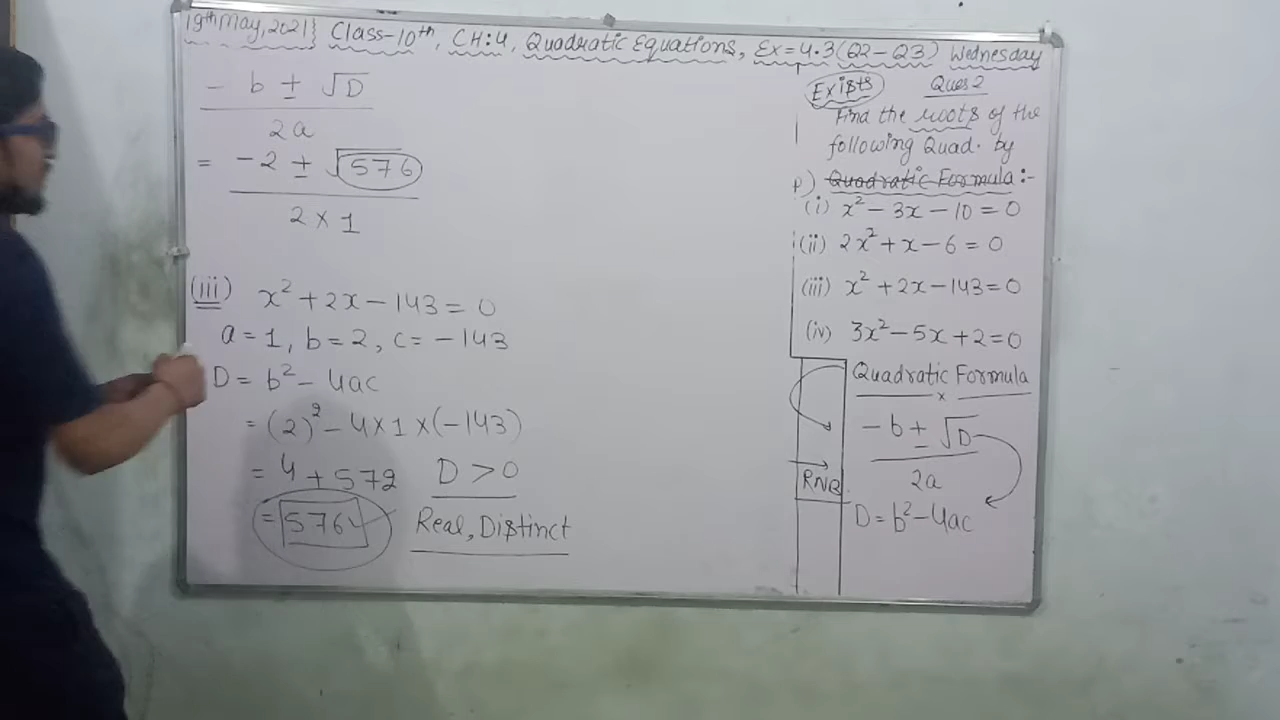 19th May, 2021} Class-10th, CH:4, Quadratic Equations, Ex=4.3(Q2-Q3) Wednesday
- b ± √D
2a
= -2 ± √576
2 × 1
(iii) x² + 2x - 143 = 0
a = 1, b = 2, c = -143
D = b² - 4ac
= (2)² - 4 × 1 × (-143)
= 4 + 572 D > 0
= 576 Real, Distinct
Exists Ques 2
Find the roots of the
following Quad. by
Quadratic Formula :-
(i) x² - 3x - 10 = 0
(ii) 2x² + x - 6 = 0
(iii) x² + 2x - 143 = 0
(iv) 3x² - 5x + 2 = 0
Quadratic Formula
-b ± √D
2a
D = b² - 4ac